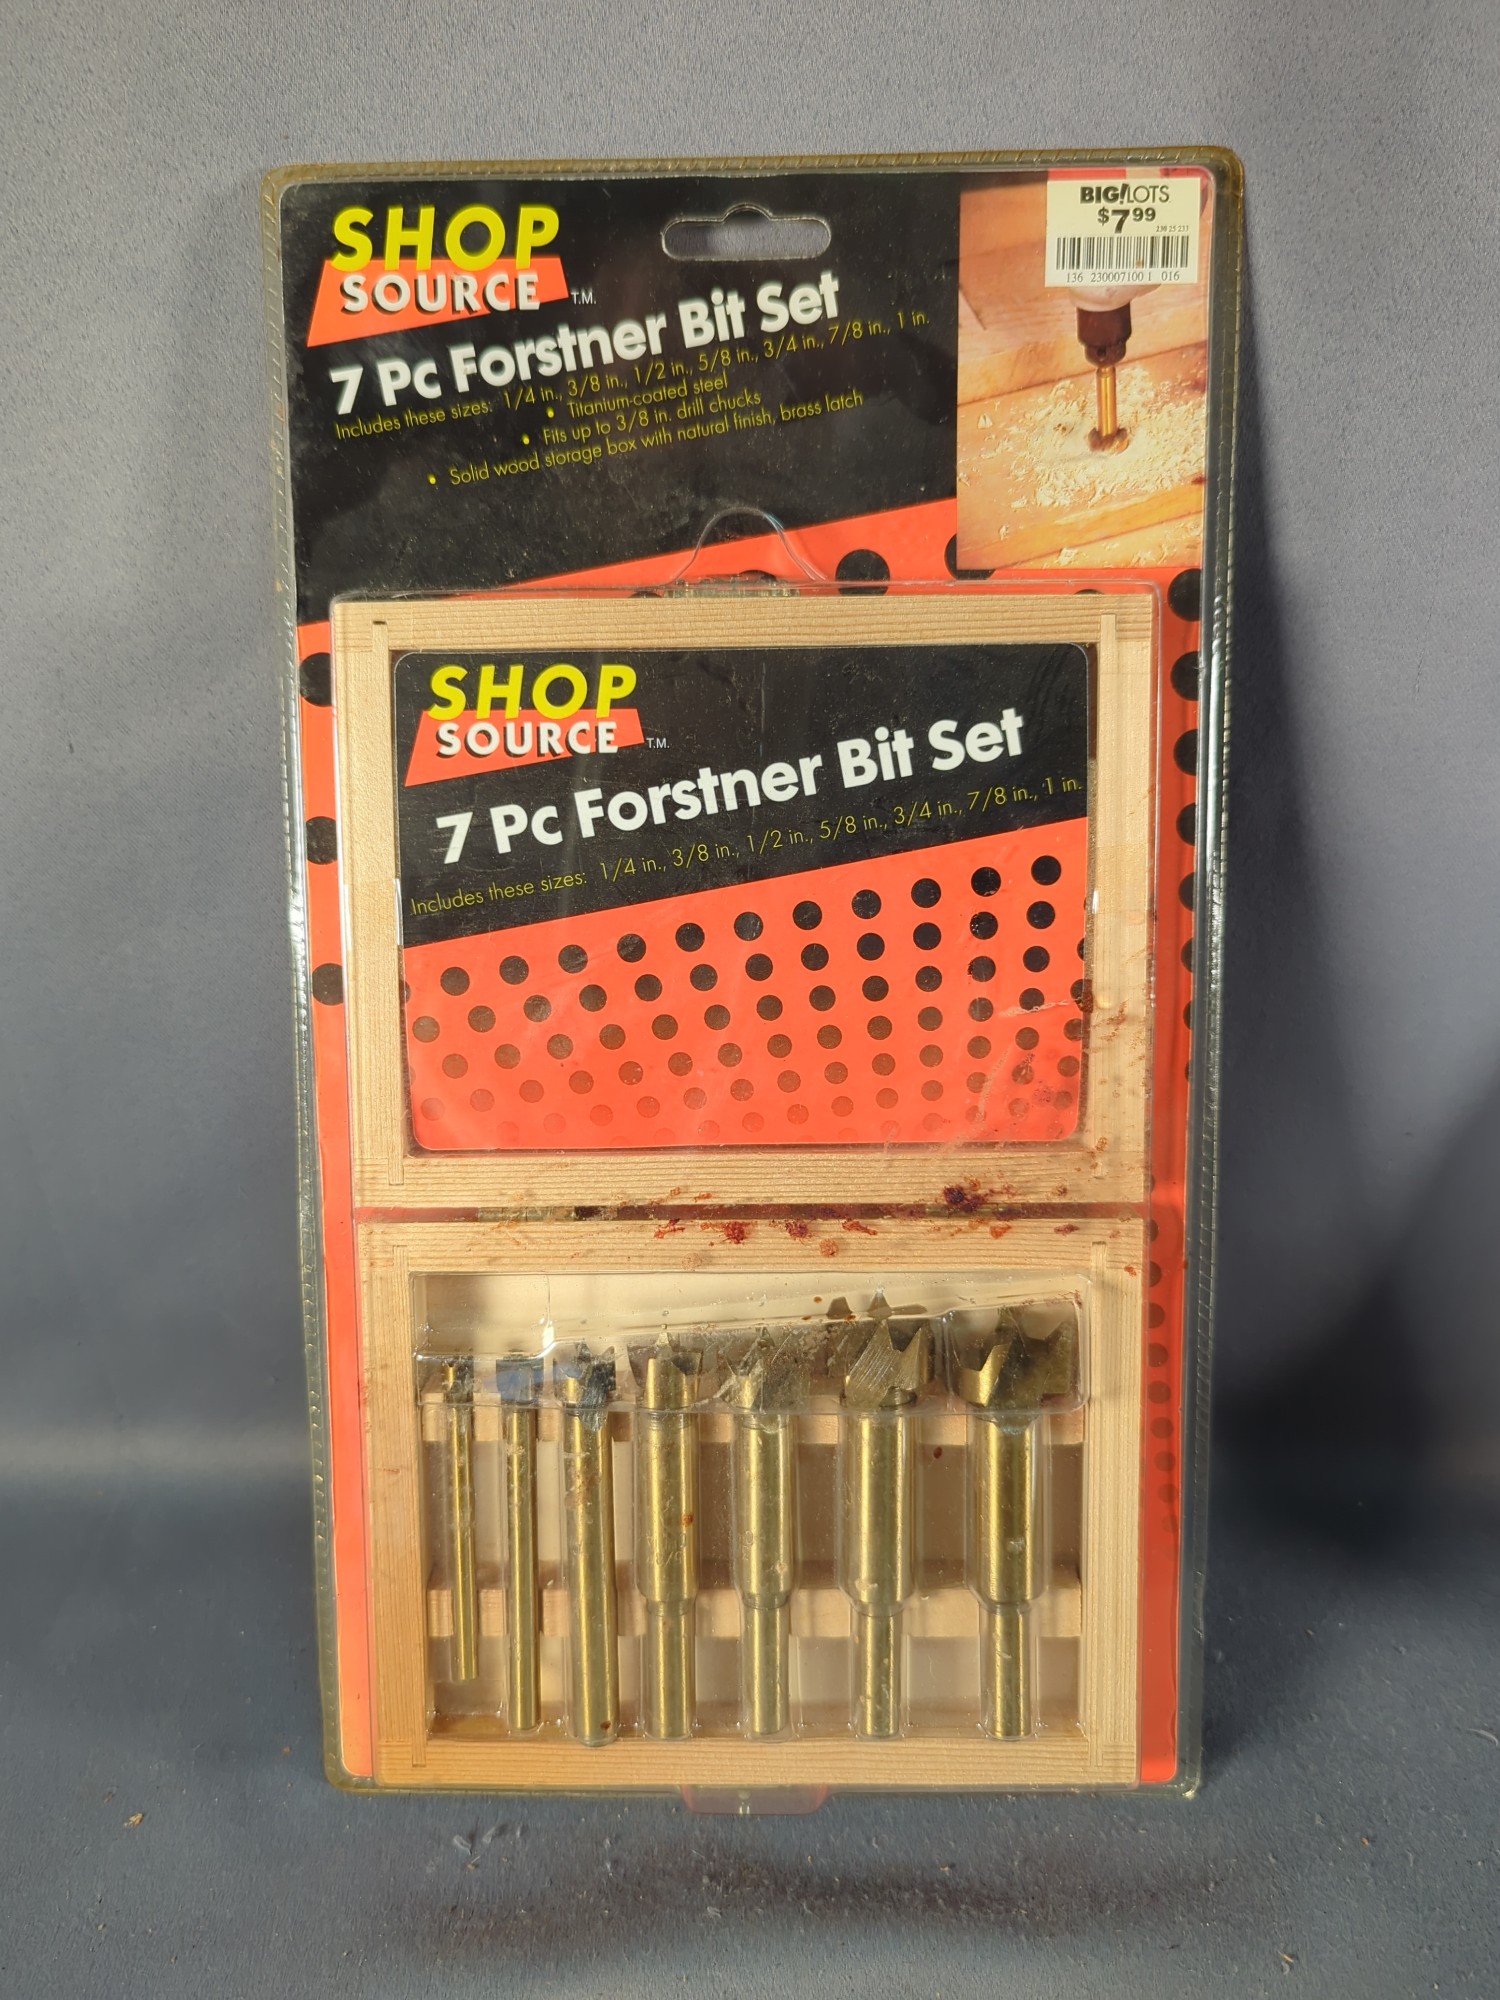 SHOP
SOURCE T.M.
7 Pc Forstner Bit Set
Includes these sizes: 1/4 in., 3/8 in., 1/2 in., 5/8 in., 3/4 in., 7/8 in., 1 in.
• Titanium-coated steel
• Fits up to 3/8 in. drill chucks
• Solid wood storage box with natural finish, brass latch
BIG!LOTS
$7.99
230 25 233
136 230007100 1 016
SHOP
SOURCE T.M.
7 Pc Forstner Bit Set
Includes these sizes: 1/4 in., 3/8 in., 1/2 in., 5/8 in., 3/4 in., 7/8 in., 1 in.